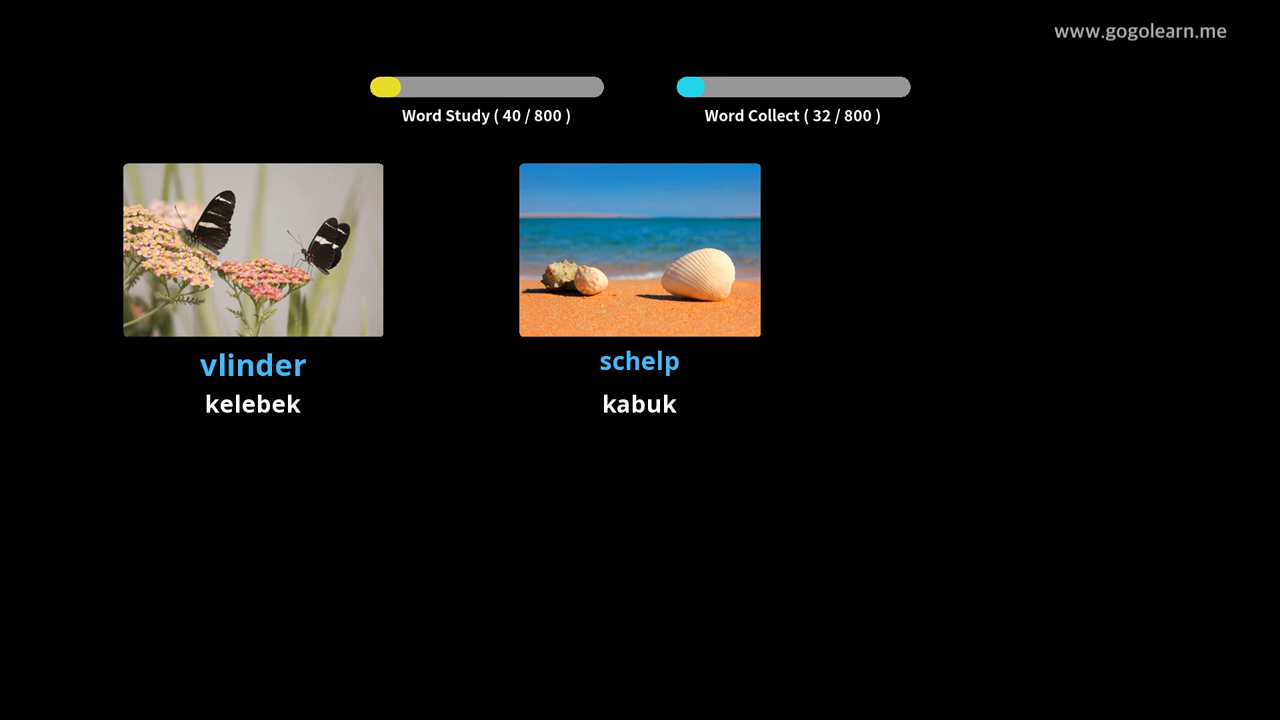 www.gogolearn.me
Word Study ( 40 / 800 )
Word Collect ( 32 / 800 )
vlinder
kelebek
schelp
kabuk